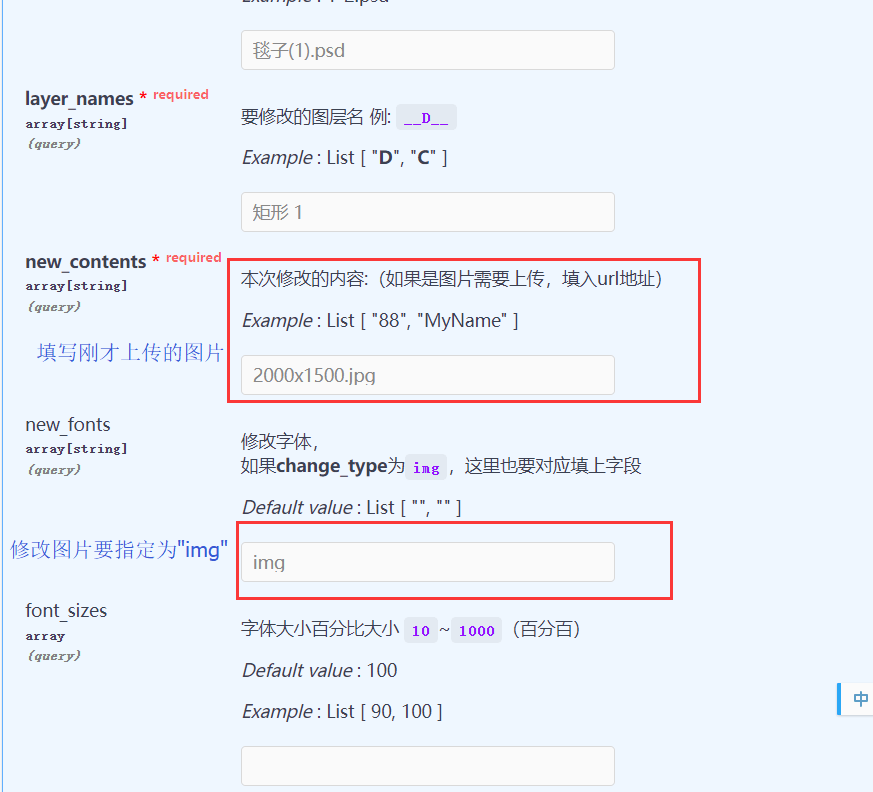 毯子(1).psd
layer_names * required
array[string]
(query)
要修改的图层名 例: __D__
Example : List [ "D", "C" ]
矩形 1
new_contents * required
array[string]
(query)
本次修改的内容:（如果是图片需要上传，填入url地址）
Example : List [ "88", "MyName" ]
填写刚才上传的图片
2000x1500.jpg
new_fonts
array[string]
(query)
修改字体，
如果change_type为 img ，这里也要对应填上字段
Default value : List [ "", "" ]
修改图片要指定为"img"
img
font_sizes
array
(query)
字体大小百分比大小 10 ~ 1000 （百分百）
Default value : 100
Example : List [ 90, 100 ]
中